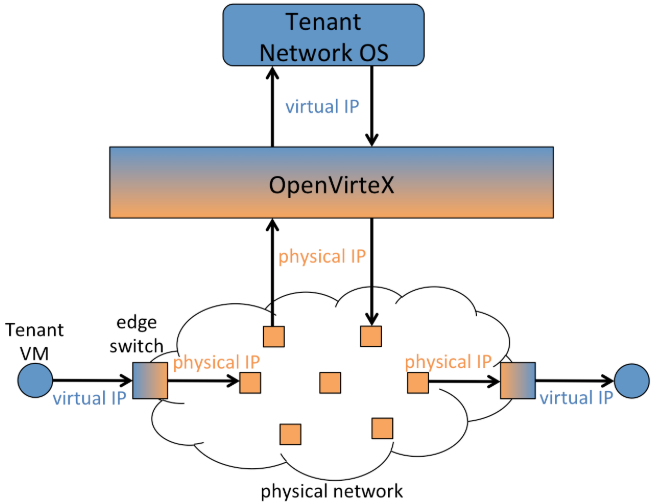 Tenant
Network OS
virtual IP
OpenVirteX
physical IP
Tenant
VM
edge
switch
physical IP
physical IP
virtual IP
virtual IP
physical network